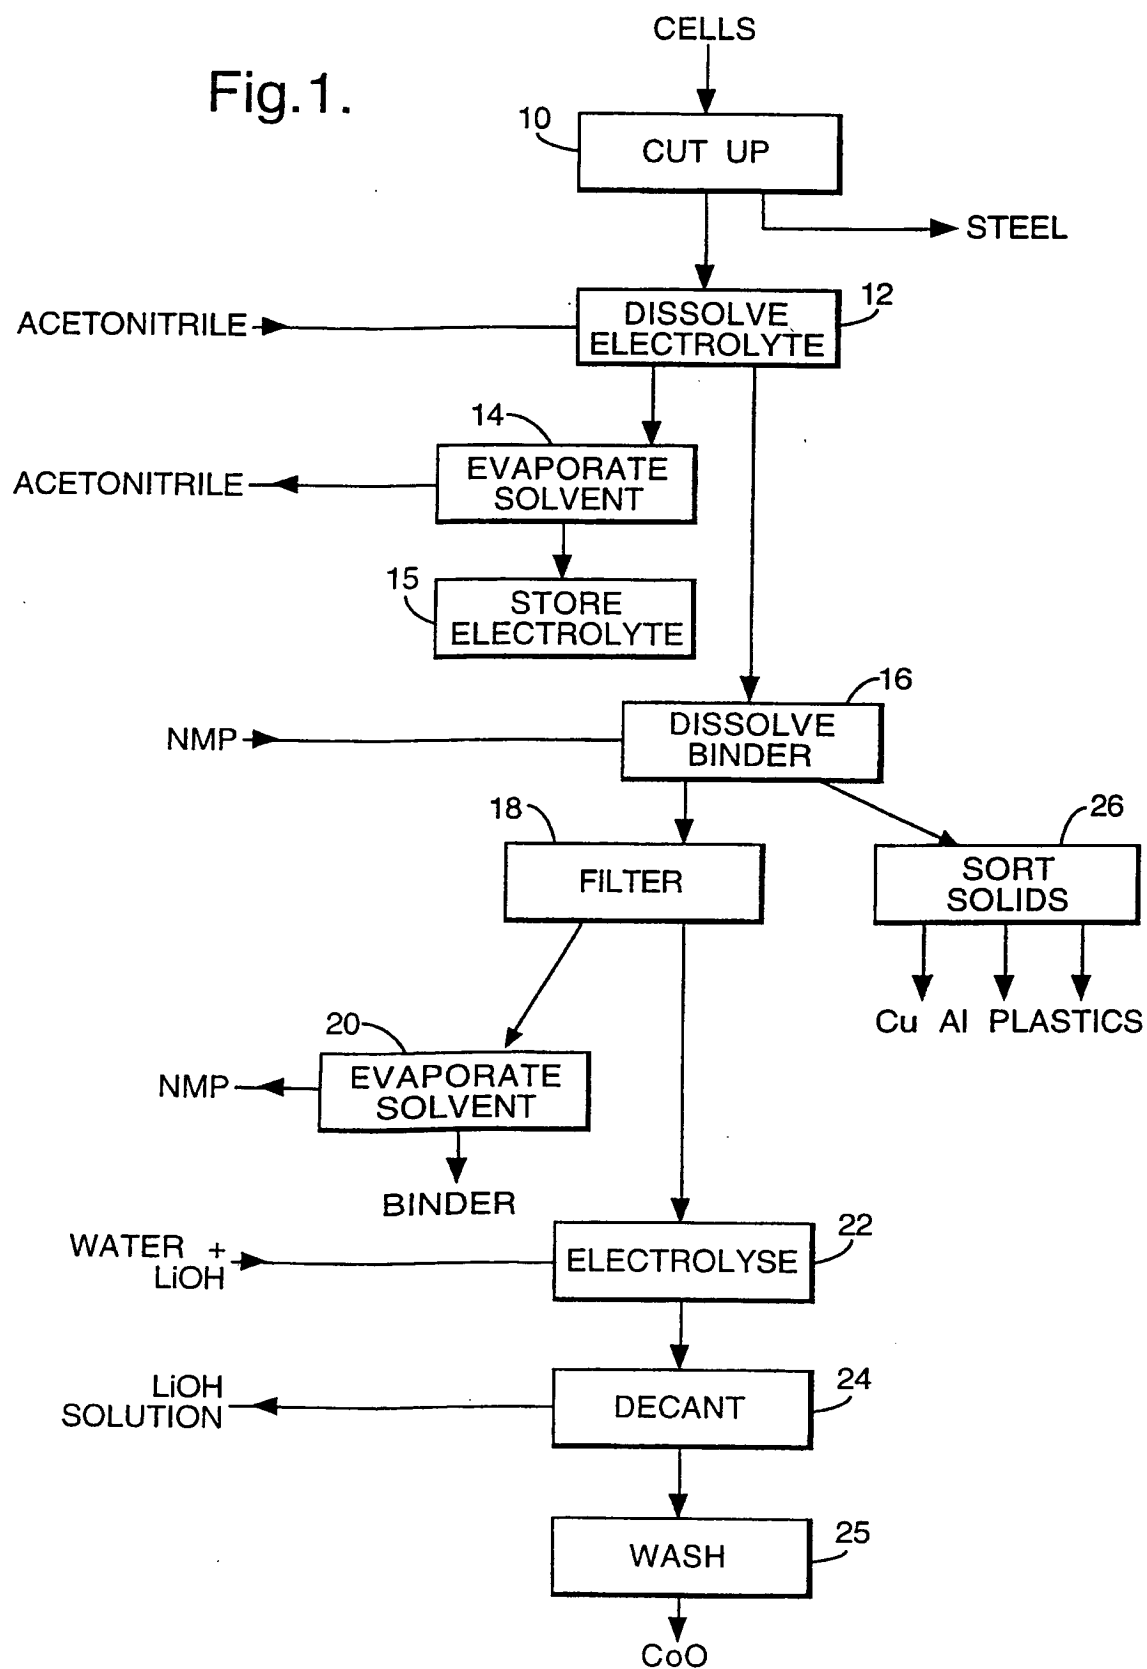 CELLS
Fig.1.
10
CUT UP
STEEL
12
ACETONITRILE
DISSOLVE
ELECTROLYTE
14
ACETONITRILE
EVAPORATE
SOLVENT
15
STORE
ELECTROLYTE
16
NMP
DISSOLVE
BINDER
18
26
FILTER
SORT
SOLIDS
Cu Al PLASTICS
20
NMP
EVAPORATE
SOLVENT
BINDER
22
WATER +
LiOH
ELECTROLYSE
24
LiOH
SOLUTION
DECANT
25
WASH
CoO